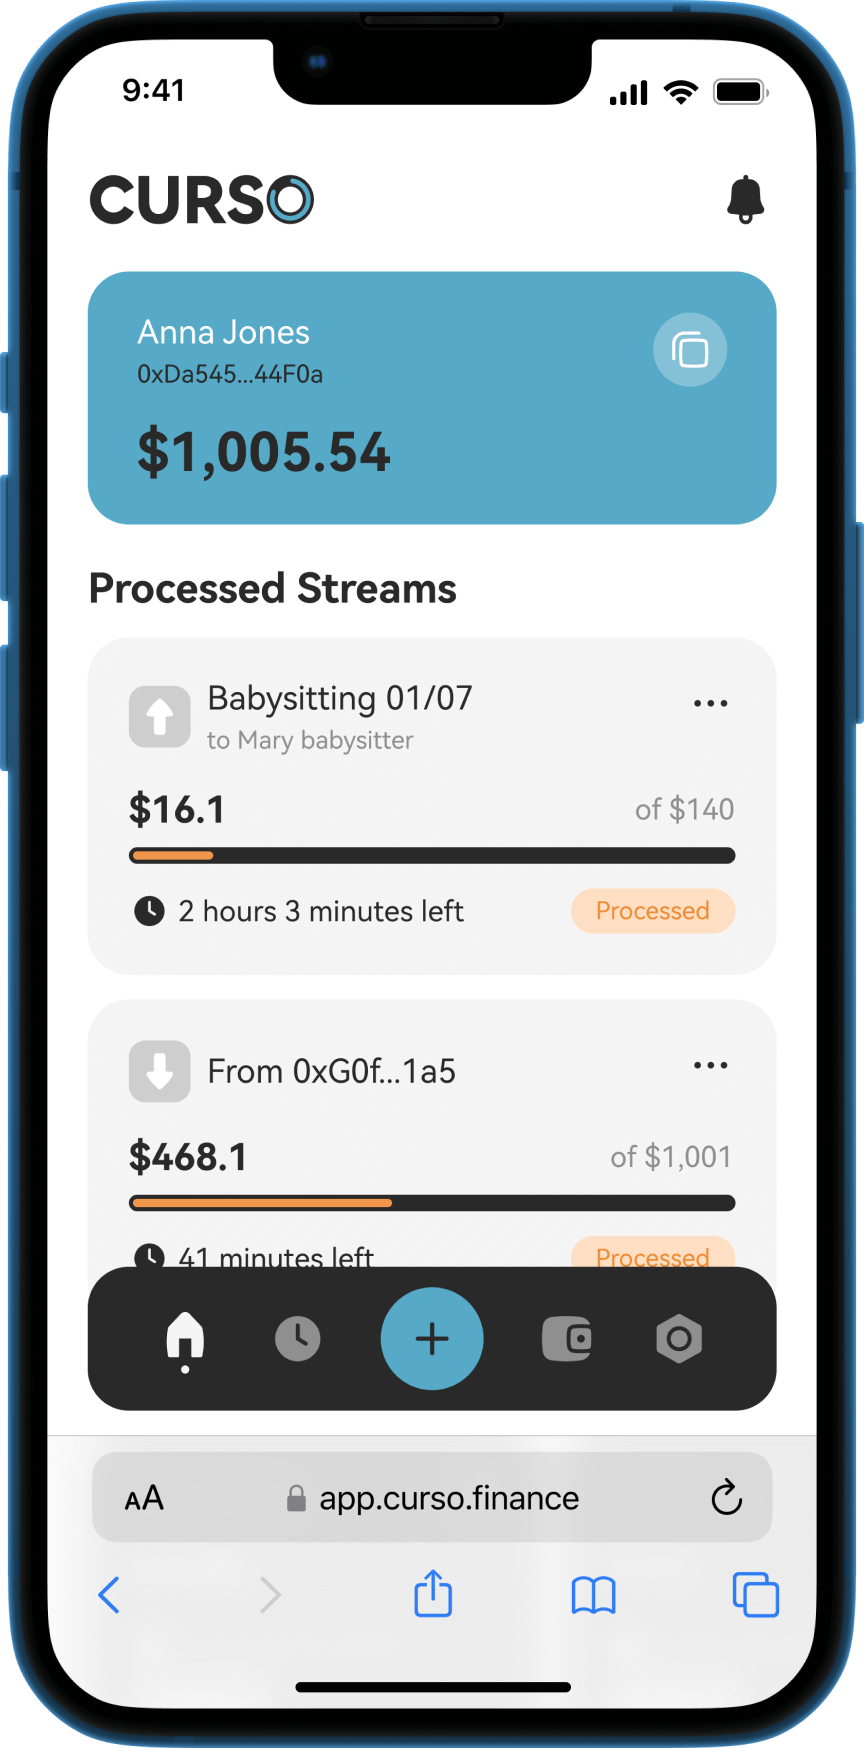 9:41
CURSO
Anna Jones
0xDa545...44F0a
$1,005.54
Processed Streams
Babysitting 01/07
to Mary babysitter
$16.1 of $140
2 hours 3 minutes left Processed
From 0xG0f...1a5
$468.1 of $1,001
41 minutes left Processed
AA app.curso.finance